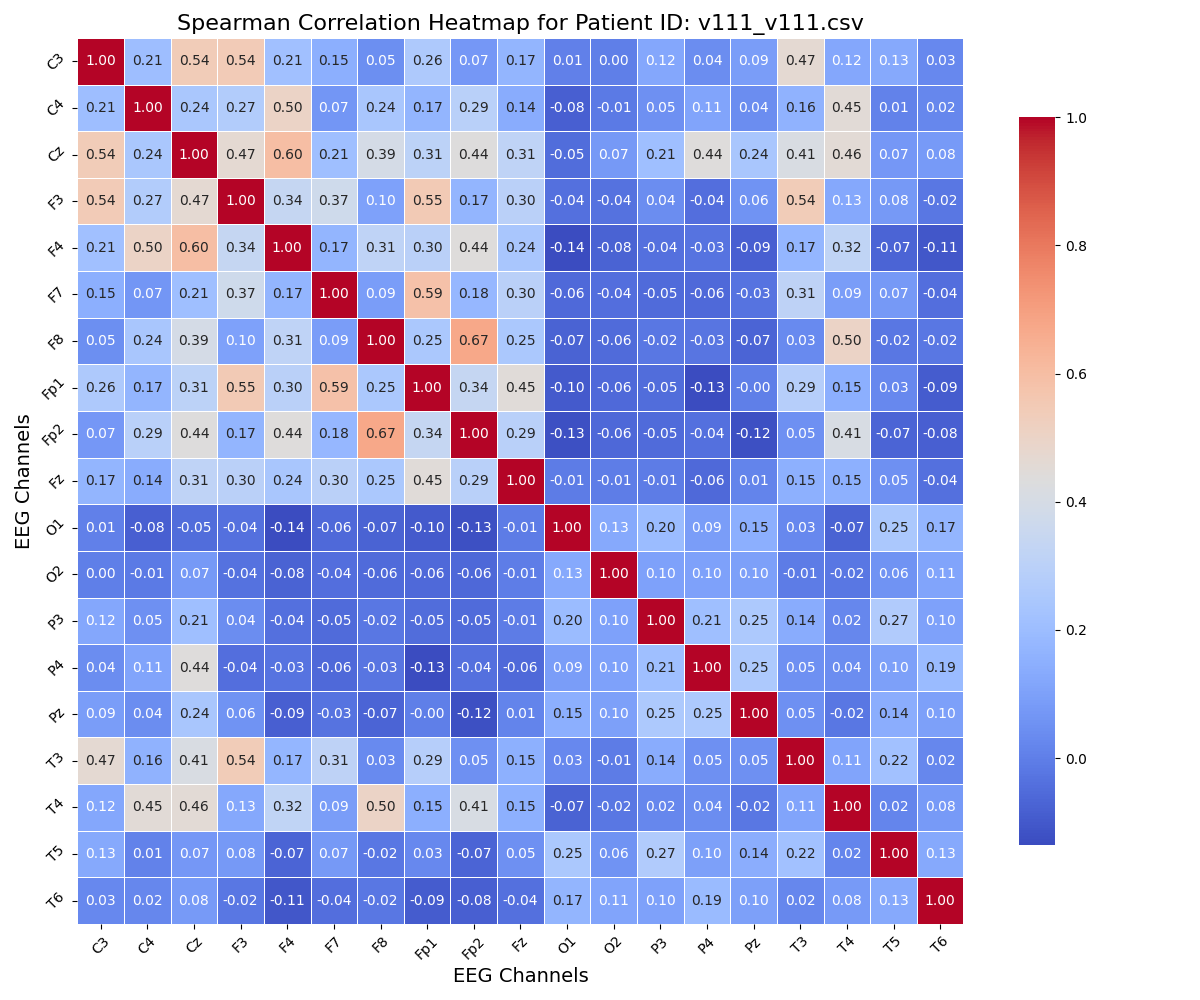 Spearman Correlation Heatmap for Patient ID: v111_v111.csv
C3 1.00 0.21 0.54 0.54 0.21 0.15 0.05 0.26 0.07 0.17 0.01 0.00 0.12 0.04 0.09 0.47 0.12 0.13 0.03
C4 0.21 1.00 0.24 0.27 0.50 0.07 0.24 0.17 0.29 0.14 -0.08 -0.01 0.05 0.11 0.04 0.16 0.45 0.01 0.02
Cz 0.54 0.24 1.00 0.47 0.60 0.21 0.39 0.31 0.44 0.31 -0.05 0.07 0.21 0.44 0.24 0.41 0.46 0.07 0.08
F3 0.54 0.27 0.47 1.00 0.34 0.37 0.10 0.55 0.17 0.30 -0.04 -0.04 0.04 -0.04 0.06 0.54 0.13 0.08 -0.02
F4 0.21 0.50 0.60 0.34 1.00 0.17 0.31 0.30 0.44 0.24 -0.14 -0.08 -0.04 -0.03 -0.09 0.17 0.32 -0.07 -0.11
F7 0.15 0.07 0.21 0.37 0.17 1.00 0.09 0.59 0.18 0.30 -0.06 -0.04 -0.05 -0.06 -0.03 0.31 0.09 0.07 -0.04
F8 0.05 0.24 0.39 0.10 0.31 0.09 1.00 0.25 0.67 0.25 -0.07 -0.06 -0.02 -0.03 -0.07 0.03 0.50 -0.02 -0.02
Fp1 0.26 0.17 0.31 0.55 0.30 0.59 0.25 1.00 0.34 0.45 -0.10 -0.06 -0.05 -0.13 -0.00 0.29 0.15 0.03 -0.09
Fp2 0.07 0.29 0.44 0.17 0.44 0.18 0.67 0.34 1.00 0.29 -0.13 -0.06 -0.05 -0.04 -0.12 0.05 0.41 -0.07 -0.08
Fz 0.17 0.14 0.31 0.30 0.24 0.30 0.25 0.45 0.29 1.00 -0.01 -0.01 -0.01 -0.06 0.01 0.15 0.15 0.05 -0.04
O1 0.01 -0.08 -0.05 -0.04 -0.14 -0.06 -0.07 -0.10 -0.13 -0.01 1.00 0.13 0.20 0.09 0.15 0.03 -0.07 0.25 0.17
O2 0.00 -0.01 0.07 -0.04 -0.08 -0.04 -0.06 -0.06 -0.06 -0.01 0.13 1.00 0.10 0.10 0.10 -0.01 -0.02 0.06 0.11
P3 0.12 0.05 0.21 0.04 -0.04 -0.05 -0.02 -0.05 -0.05 -0.01 0.20 0.10 1.00 0.21 0.25 0.14 0.02 0.27 0.10
P4 0.04 0.11 0.44 -0.04 -0.03 -0.06 -0.03 -0.13 -0.04 -0.06 0.09 0.10 0.21 1.00 0.25 0.05 0.04 0.10 0.19
Pz 0.09 0.04 0.24 0.06 -0.09 -0.03 -0.07 -0.00 -0.12 0.01 0.15 0.10 0.25 0.25 1.00 0.05 -0.02 0.14 0.10
T3 0.47 0.16 0.41 0.54 0.17 0.31 0.03 0.29 0.05 0.15 0.03 -0.01 0.14 0.05 0.05 1.00 0.11 0.22 0.02
T4 0.12 0.45 0.46 0.13 0.32 0.09 0.50 0.15 0.41 0.15 -0.07 -0.02 0.02 0.04 -0.02 0.11 1.00 0.02 0.08
T5 0.13 0.01 0.07 0.08 -0.07 0.07 -0.02 0.03 -0.07 0.05 0.25 0.06 0.27 0.10 0.14 0.22 0.02 1.00 0.13
T6 0.03 0.02 0.08 -0.02 -0.11 -0.04 -0.02 -0.09 -0.08 -0.04 0.17 0.11 0.10 0.19 0.10 0.02 0.08 0.13 1.00
C3 C4 Cz F3 F4 F7 F8 Fp1 Fp2 Fz O1 O2 P3 P4 Pz T3 T4 T5 T6
EEG Channels
EEG Channels
1.0
0.8
0.6
0.4
0.2
0.0